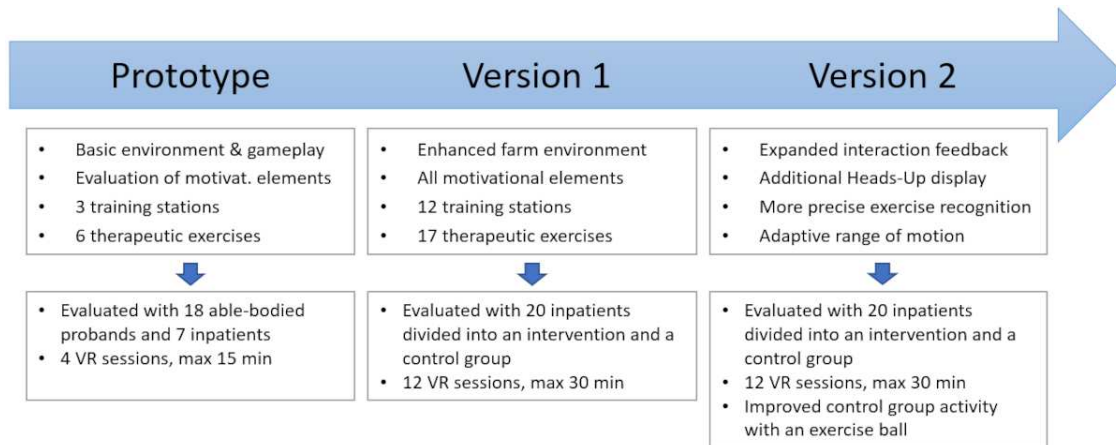 Prototype
Version 1
Version 2
• Basic environment & gameplay
• Evaluation of motivat. elements
• 3 training stations
• 6 therapeutic exercises
• Enhanced farm environment
• All motivational elements
• 12 training stations
• 17 therapeutic exercises
• Expanded interaction feedback
• Additional Heads-Up display
• More precise exercise recognition
• Adaptive range of motion
• Evaluated with 18 able-bodied
probands and 7 inpatients
• 4 VR sessions, max 15 min
• Evaluated with 20 inpatients
divided into an intervention and a
control group
• 12 VR sessions, max 30 min
• Evaluated with 20 inpatients
divided into an intervention and a
control group
• 12 VR sessions, max 30 min
• Improved control group activity
with an exercise ball